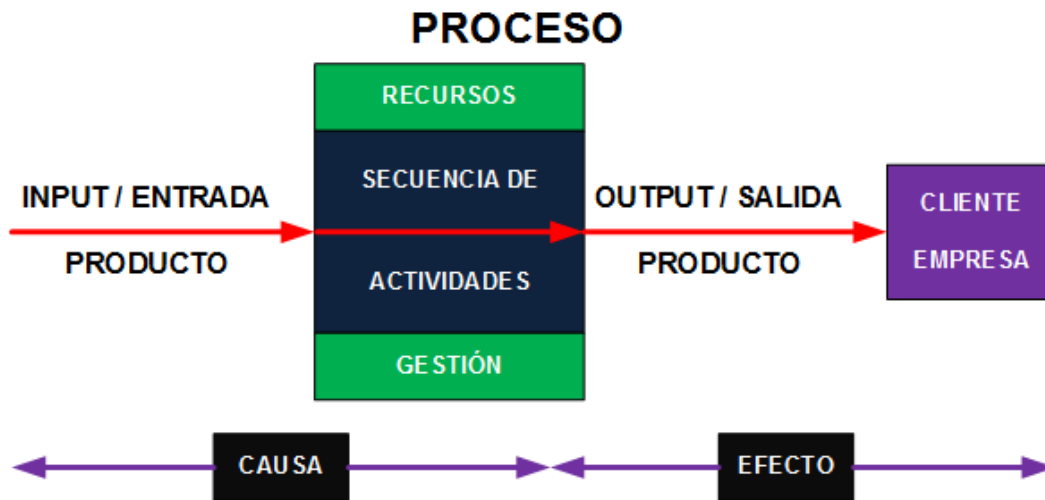 PROCESO
RECURSOS
INPUT / ENTRADA
PRODUCTO
SECUENCIA DE
ACTIVIDADES
GESTIÓN
OUTPUT / SALIDA
PRODUCTO
CLIENTE
EMPRESA
CAUSA
EFECTO